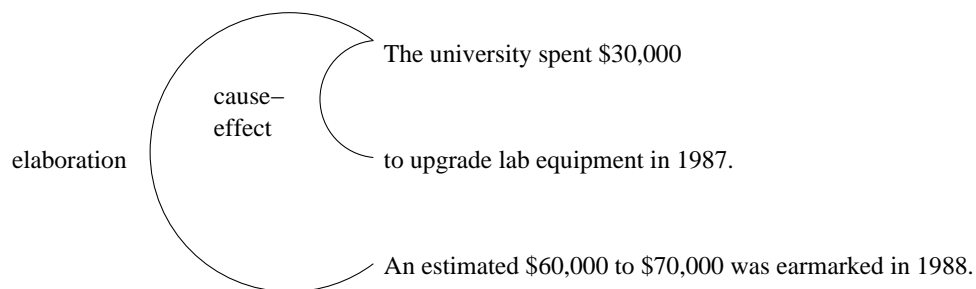 The university spent $30,000
cause–
effect
elaboration
to upgrade lab equipment in 1987.
An estimated $60,000 to $70,000 was earmarked in 1988.